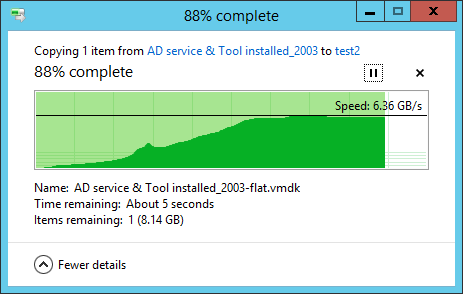 88% complete
Copying 1 item from AD service & Tool installed_2003 to test2
88% complete
Speed: 6.36 GB/s
Name: AD service & Tool installed_2003-flat.vmdk
Time remaining: About 5 seconds
Items remaining: 1 (8.14 GB)
Fewer details